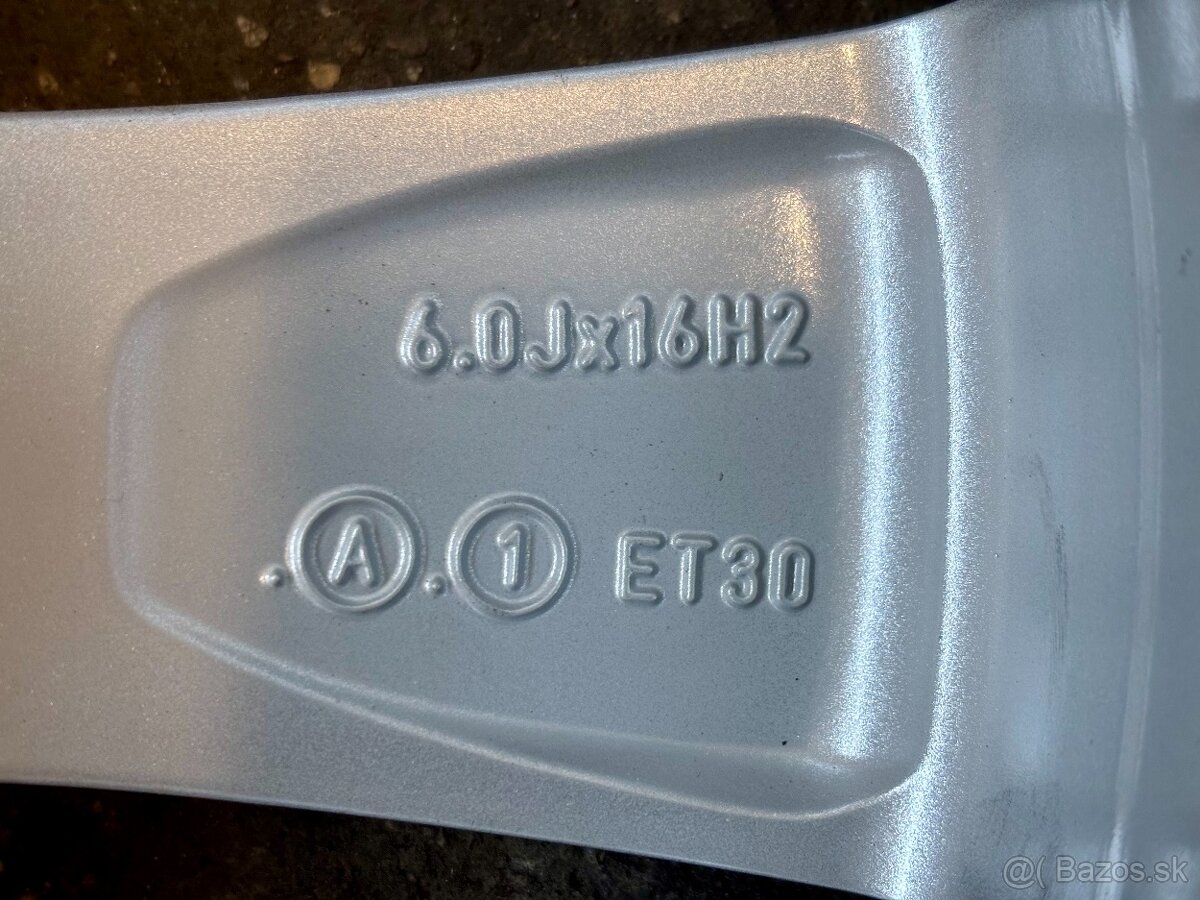 6.0Jx16H2
.Ⓐ.① ET30
@( Bazos.sk